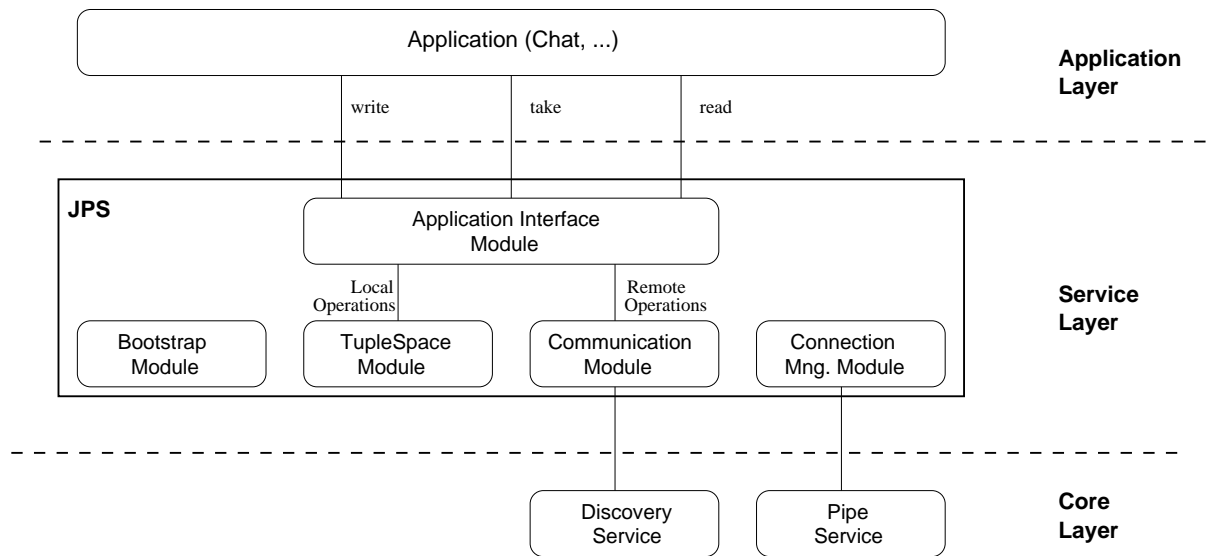 Application (Chat, ...)
Application
Layer
write
take
read
JPS
Application Interface
Module
Local
Operations
Remote
Operations
Service
Layer
Bootstrap
Module
TupleSpace
Module
Communication
Module
Connection
Mng. Module
Discovery
Service
Pipe
Service
Core
Layer